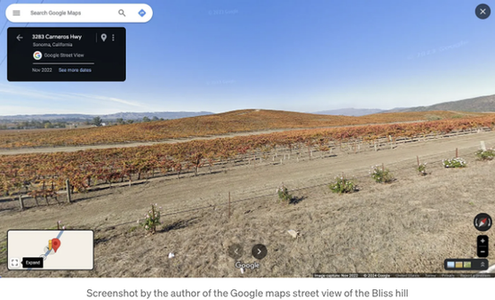 Search Google Maps
3283 Carneros Hwy
Sonoma, California
Google Street View
Nov 2022 See more dates
Expand
Google
Image capture: Nov 2022 © 2024 Google United States Terms Privacy
Screenshot by the author of the Google maps street view of the Bliss hill